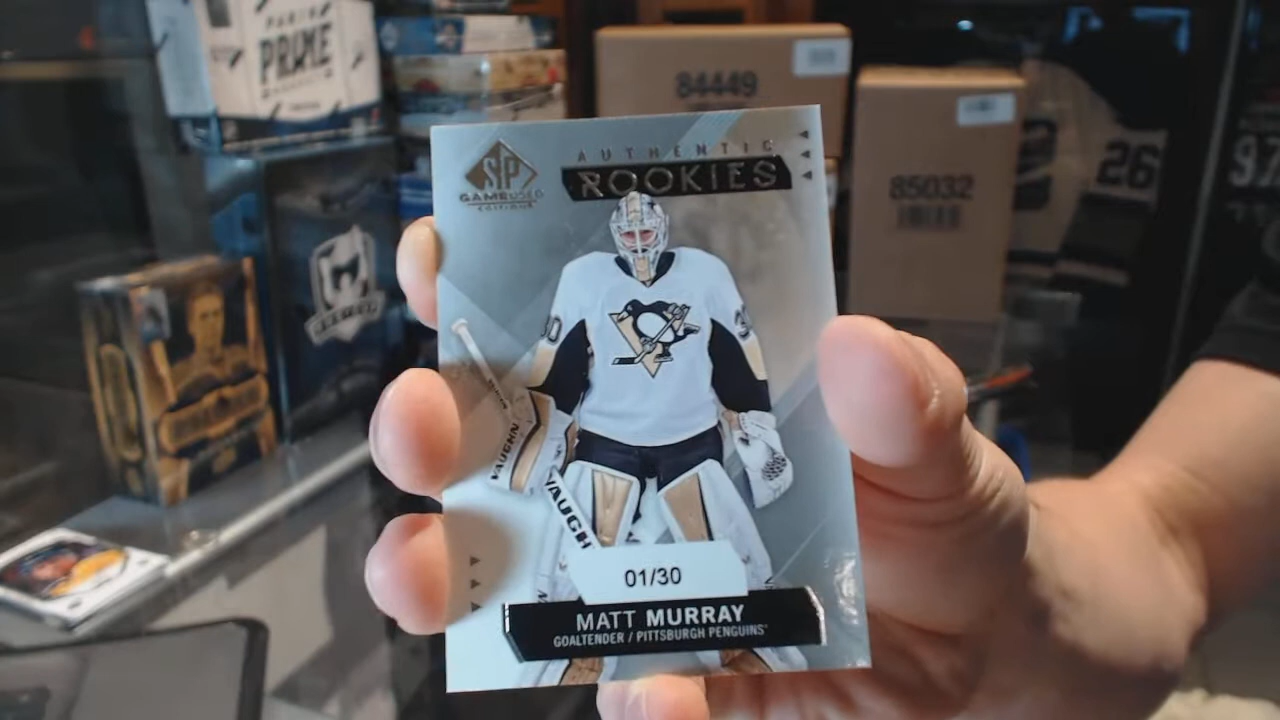 PANINI
PRIME
84449
85032
26
97
AUTHENTIC
ROOKIES
SP
GAME USED
EDITION
30
30
VAUGHN
VAUGHN
01/30
MATT MURRAY
GOALTENDER / PITTSBURGH PENGUINS